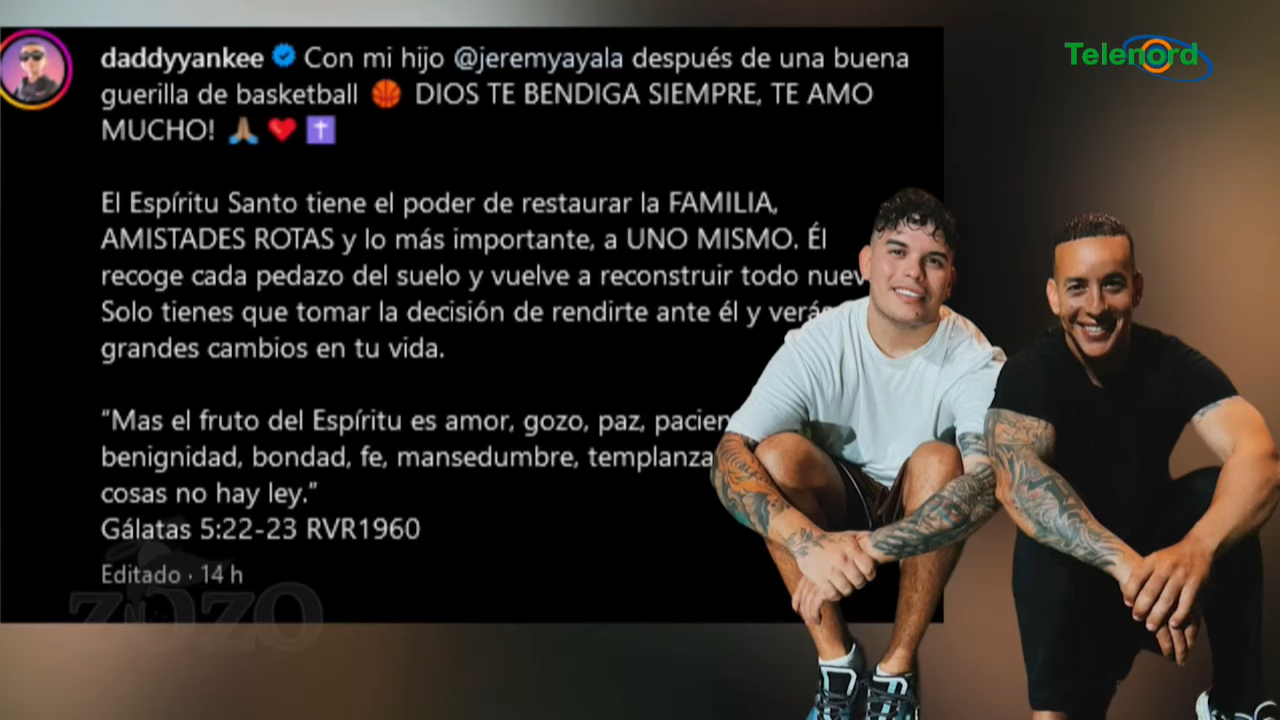 Telenord
daddyyankee Con mi hijo @jeremyayala después de una buena
guerilla de basketball 🏀 DIOS TE BENDIGA SIEMPRE, TE AMO
MUCHO! 🙏🏽 ❤️ ✝️
El Espíritu Santo tiene el poder de restaurar la FAMILIA,
AMISTADES ROTAS y lo más importante, a UNO MISMO. Él
recoge cada pedazo del suelo y vuelve a reconstruir todo
Solo tienes que tomar la decisión de rendirte ante él y
grandes cambios en tu vida.
“Mas el fruto del Espíritu es amor, gozo, paz,
benignidad, bondad, fe, mansedumbre, templanza
cosas no hay ley.”
Gálatas 5:22-23 RVR1960
Editado · 14 h
zOzO